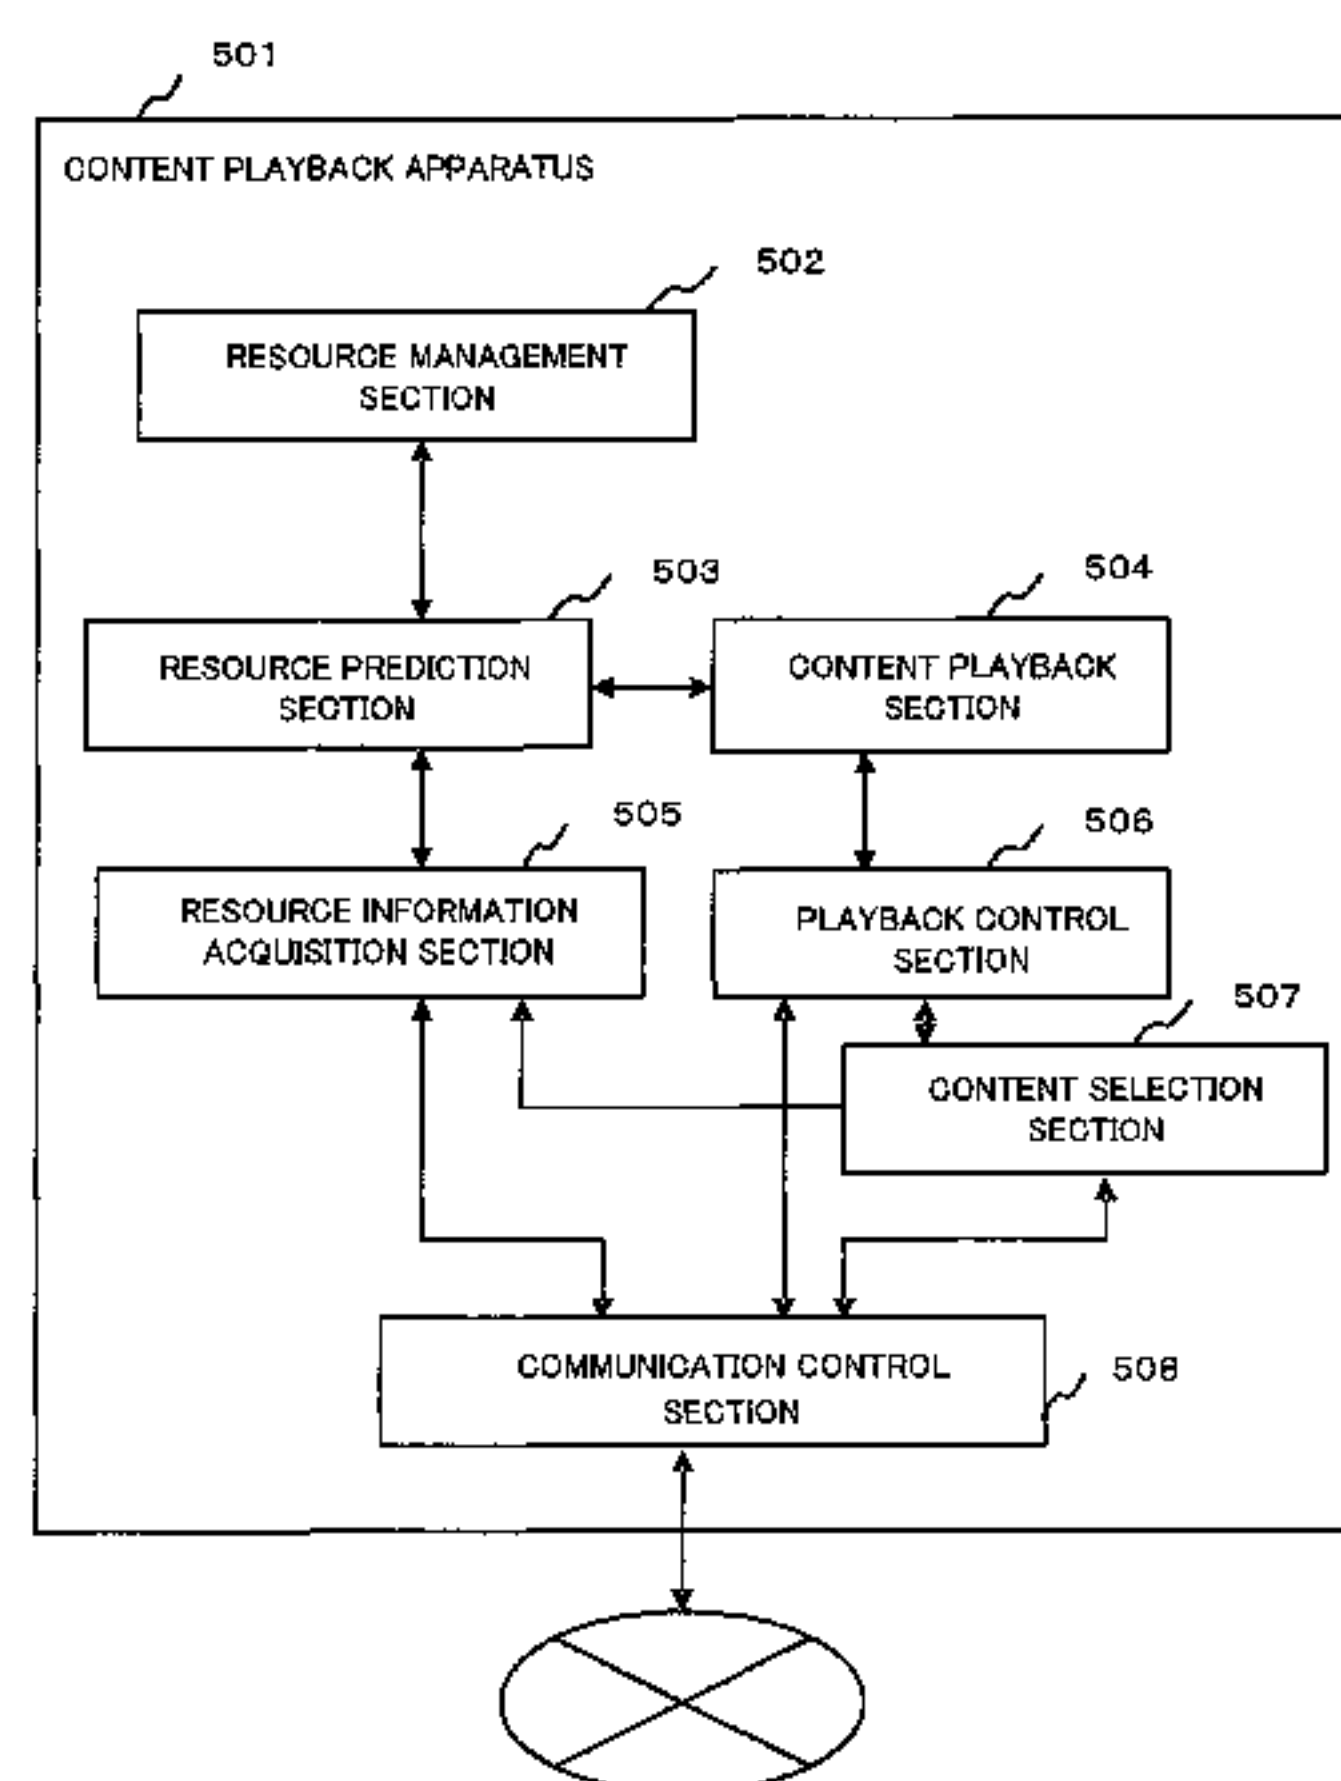 501
CONTENT PLAYBACK APPARATUS
502
RESOURCE MANAGEMENT
SECTION
503
RESOURCE PREDICTION
SECTION
504
CONTENT PLAYBACK
SECTION
505
RESOURCE INFORMATION
ACQUISITION SECTION
506
PLAYBACK CONTROL
SECTION
507
CONTENT SELECTION
SECTION
COMMUNICATION CONTROL
SECTION
508